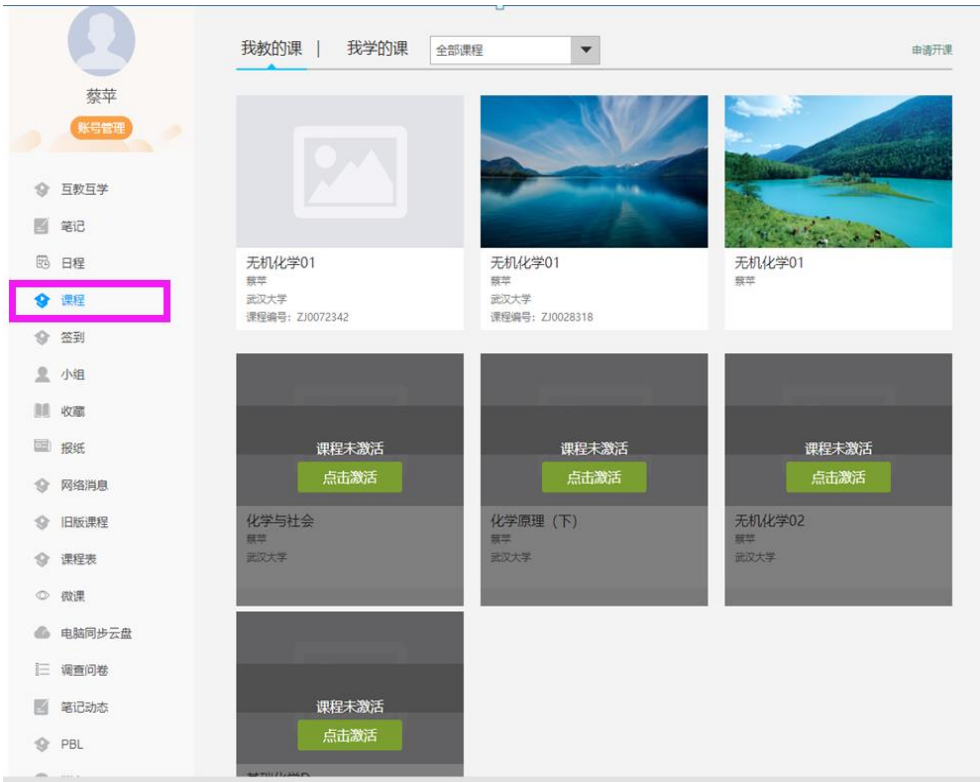 蔡苹
账号管理
互教互学
笔记
日程
课程
签到
小组
收藏
报纸
网络消息
旧版课程
课程表
微课
电脑同步云盘
调查问卷
笔记动态
PBL
我教的课 | 我学的课 全部课程 申请开课
无机化学01
蔡苹
武汉大学
课程编号：ZJ0072342
无机化学01
蔡苹
武汉大学
课程编号：ZJ0028318
无机化学01
蔡苹
课程未激活
点击激活
化学与社会
蔡苹
武汉大学
课程未激活
点击激活
化学原理（下）
蔡苹
武汉大学
课程未激活
点击激活
无机化学02
蔡苹
武汉大学
课程未激活
点击激活